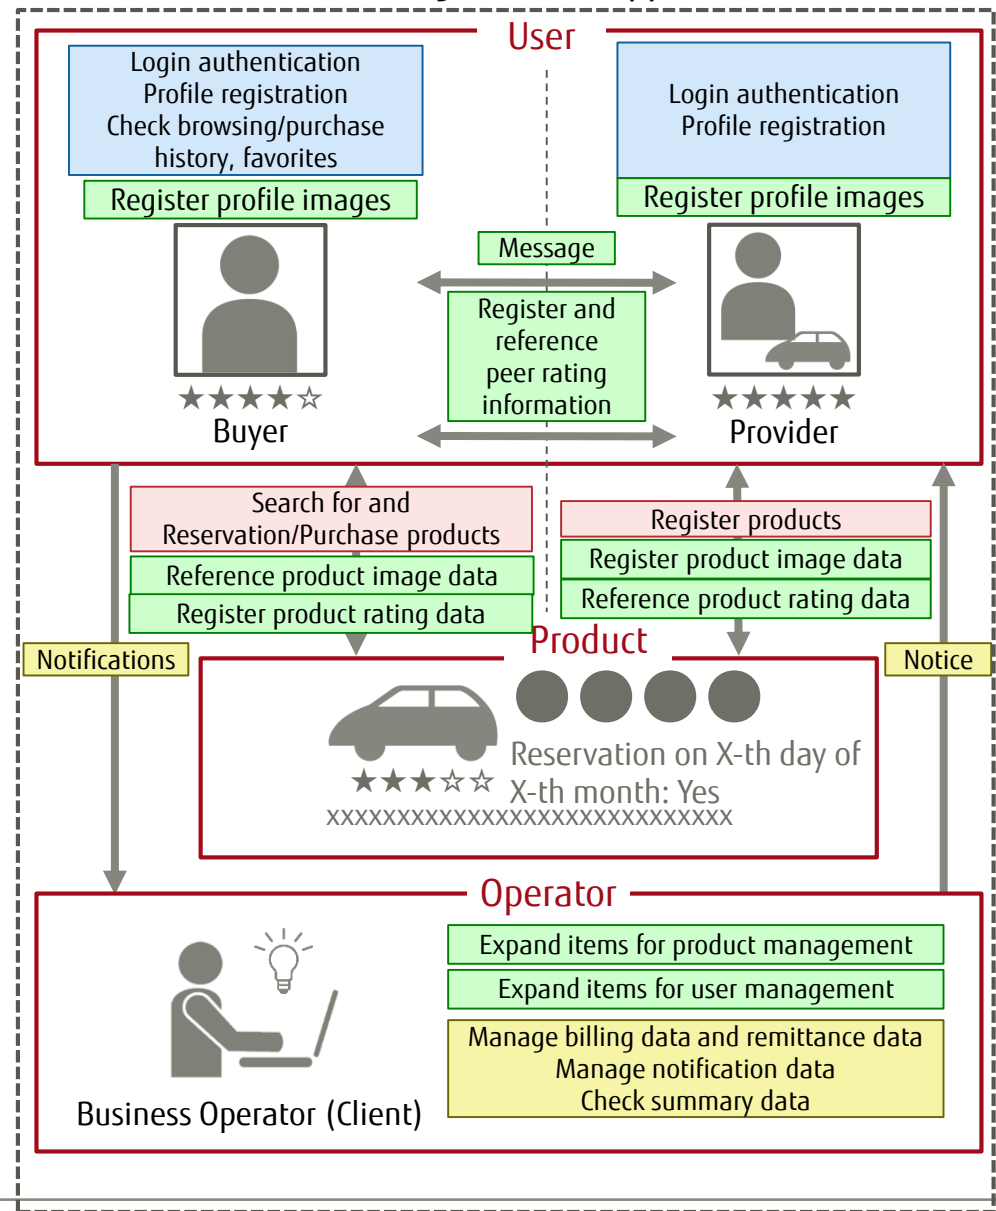 User
Login authentication
Profile registration
Check browsing/purchase
history, favorites
Register profile images
Login authentication
Profile registration
Register profile images
Message
Register and
reference
peer rating
information
★★★★☆
Buyer
★★★★★
Provider
Search for and
Reservation/Purchase products
Reference product image data
Register product rating data
Register products
Register product image data
Reference product rating data
Notifications
Notice
Product
Reservation on X-th day of
X-th month: Yes
★★★☆☆
xxxxxxxxxxxxxxxxxxxxxxxxxxxxx
Operator
Expand items for product management
Expand items for user management
Manage billing data and remittance data
Manage notification data
Check summary data
Business Operator (Client)